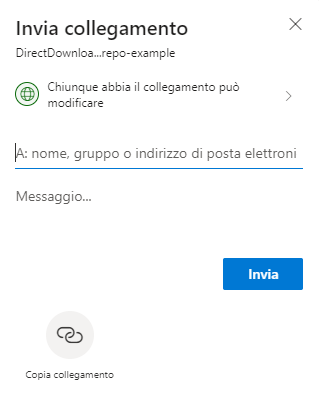 Invia collegamento
DirectDownloa...repo-example
Chiunque abbia il collegamento può
modificare
A: nome, gruppo o indirizzo di posta elettroni
Messaggio...
Invia
Copia collegamento